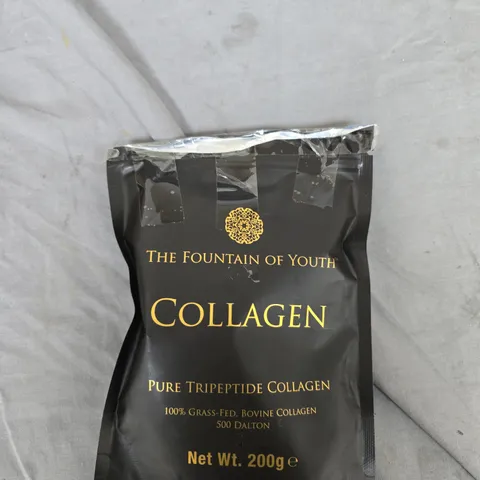 THE FOUNTAIN OF YOUTH
COLLAGEN
PURE TRIPEPTIDE COLLAGEN
100% GRASS-FED, BOVINE COLLAGEN
500 DALTON
Net Wt. 200g ℮